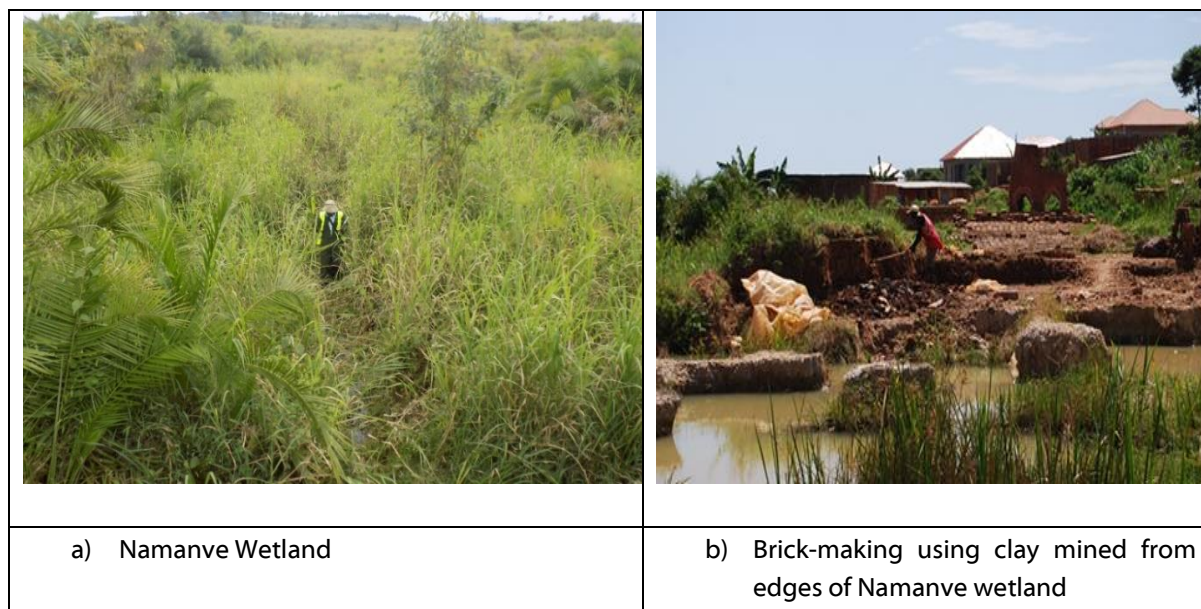 a) Namanve Wetland
b) Brick-making using clay mined from
edges of Namanve wetland